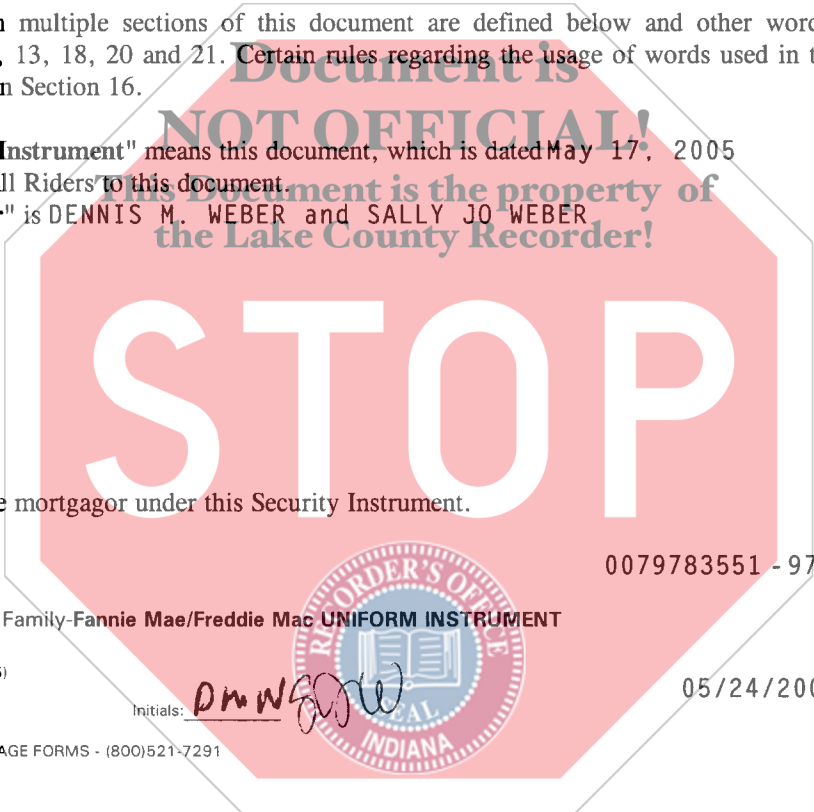 multiple sections of this document are defined below and other
, 13, 18, 20 and 21. Certain rules regarding the usage of words used in
n Section 16.
Document is
NOT OFFICIAL!
Instrument" means this document, which is dated May 17, 2005
ll Riders to this document.
This Document is the property of
" is DENNIS M. WEBER and SALLY JO WEBER
the Lake County Recorder!
STOP
e mortgagor under this Security Instrument.
0079783551 - 97
Family-Fannie Mae/Freddie Mac UNIFORM INSTRUMENT
RECORDER'S OFFICE
Initials: DMW SJW
05/24/200
SEAL
INDIANA
AGE FORMS - (800)521-7291